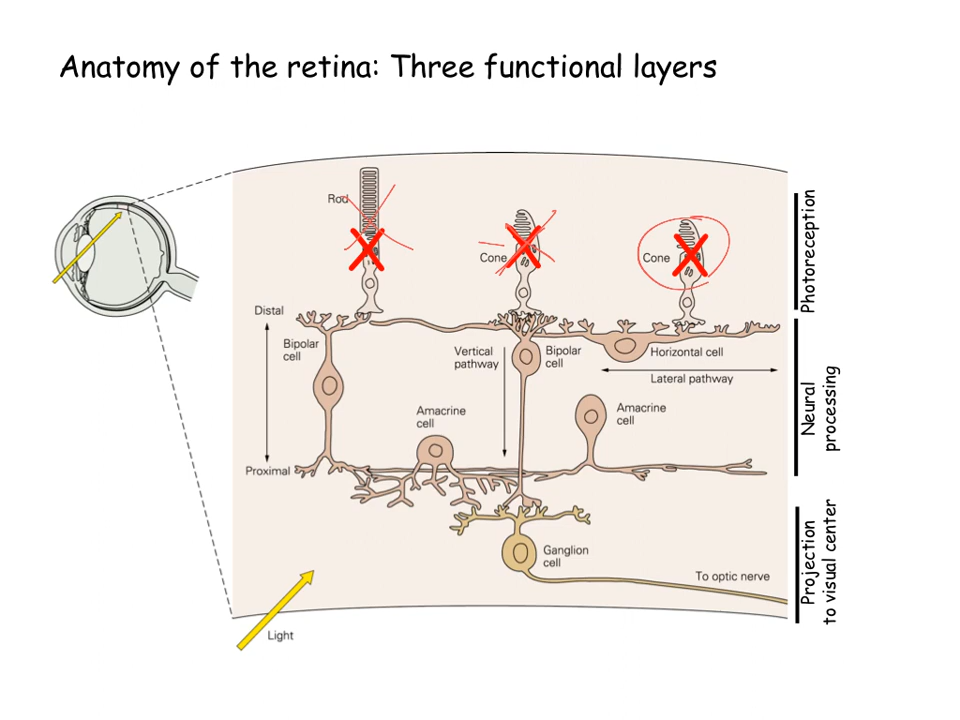 Anatomy of the retina: Three functional layers
Rod
Cone
Cone
Photoreception
Distal
Bipolar
cell
Vertical
pathway
Bipolar
cell
Horizontal cell
Lateral pathway
Amacrine
cell
Amacrine
cell
Neural
processing
Proximal
Ganglion
cell
To optic nerve
Projection
to visual center
Light